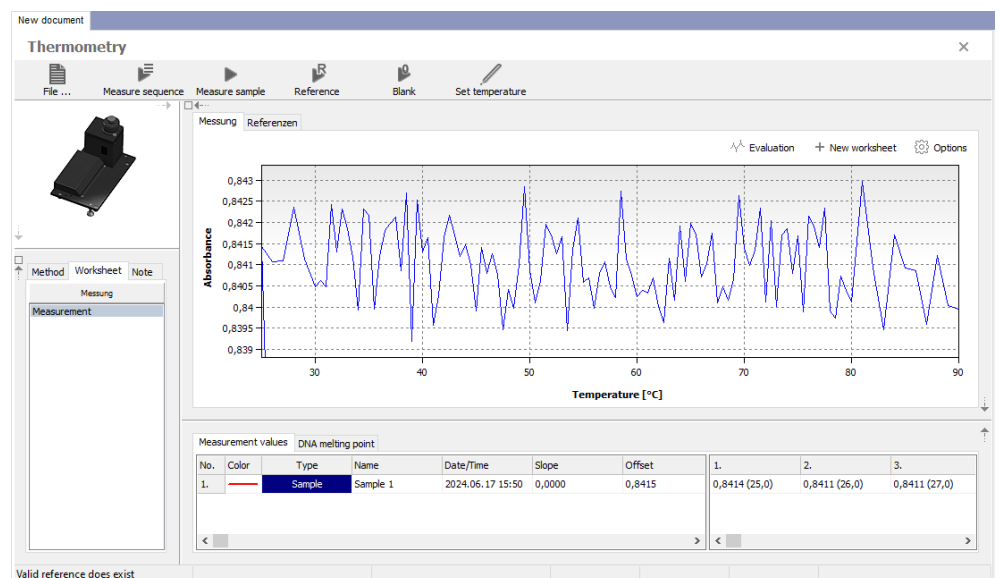 New document
Thermometry
File ... Measure sequence Measure sample Reference Blank Set temperature
Messung Referenzen
Evaluation + New worksheet Options
0,843
0,8425
0,842
0,8415
0,841
0,8405
0,84
0,8395
0,839
Absorbance
30 40 50 60 70 80 90
Temperature [°C]
Method Worksheet Note
Messung
Measurement
Measurement values DNA melting point
No. Color Type Name Date/Time Slope Offset 1. 2. 3.
1. Sample Sample 1 2024.06.17 15:50 0,0000 0,8415 0,8414 (25,0) 0,8411 (26,0) 0,8411 (27,0)
Valid reference does exist